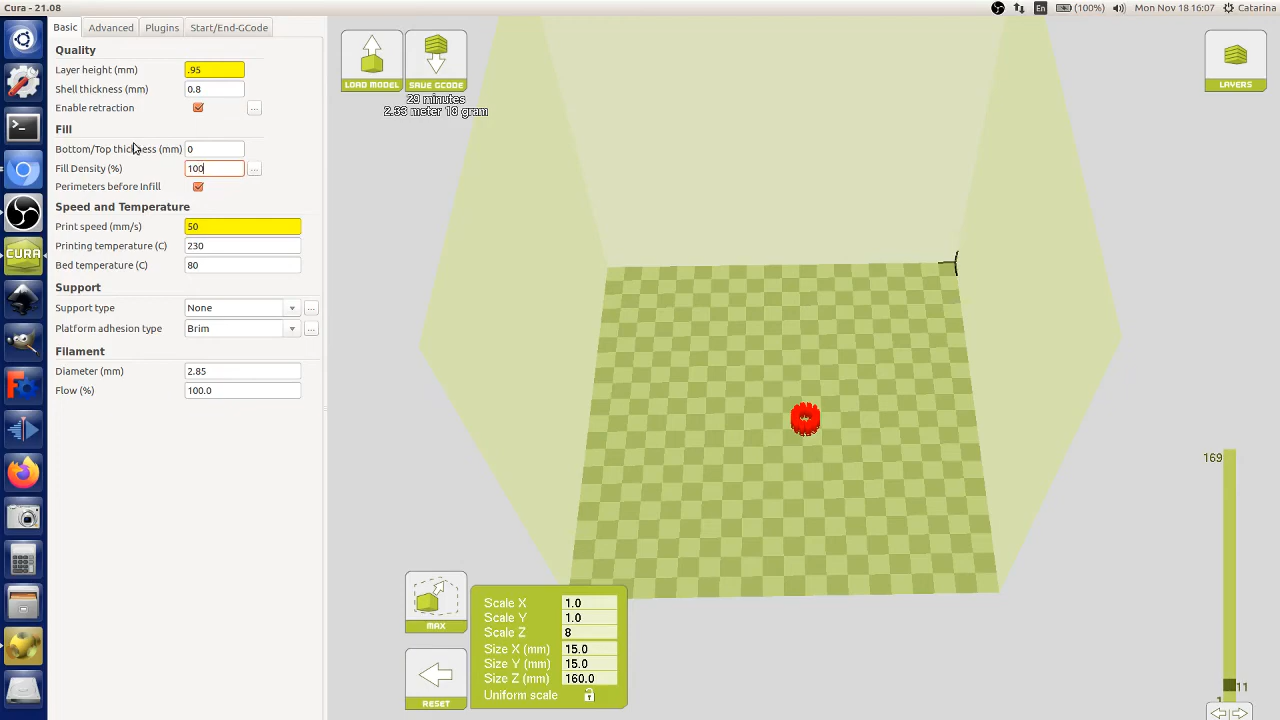 Cura - 21.08
En
(100%)
Mon Nov 18 16:07
Catarina
Basic
Advanced
Plugins
Start/End-GCode
Quality
Layer height (mm)
.95
Shell thickness (mm)
0.8
Enable retraction
...
Fill
Bottom/Top thickness (mm)
0
Fill Density (%)
100
...
Perimeters before Infill
Speed and Temperature
Print speed (mm/s)
50
Printing temperature (C)
230
Bed temperature (C)
80
Support
Support type
None
...
Platform adhesion type
Brim
...
Filament
Diameter (mm)
2.85
Flow (%)
100.0
CURA
LOAD MODEL
SAVE GCODE
20 minutes
2.33 meter 18 gram
LAYERS
169
11
1
MAX
RESET
Scale X
1.0
Scale Y
1.0
Scale Z
8
Size X (mm)
15.0
Size Y (mm)
15.0
Size Z (mm)
160.0
Uniform scale